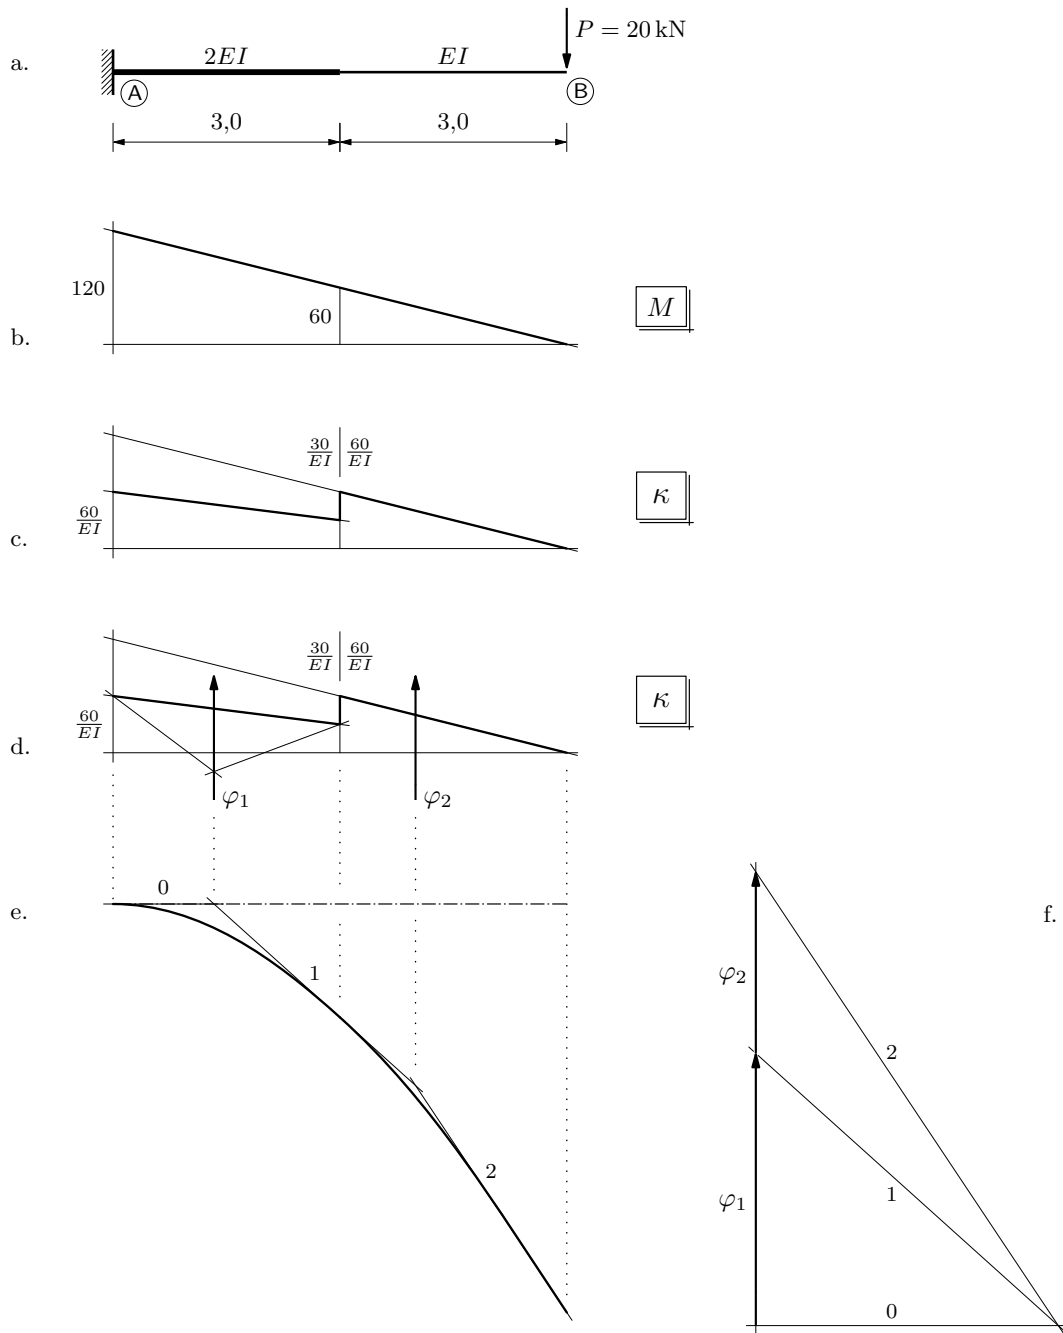 a.
2EI
EI
P = 20 kN
A
B
3,0
3,0
120
60
M
b.
30/EI
60/EI
κ
60/EI
c.
30/EI
60/EI
κ
60/EI
d.
φ1
φ2
0
e.
f.
1
φ2
2
2
1
φ1
0